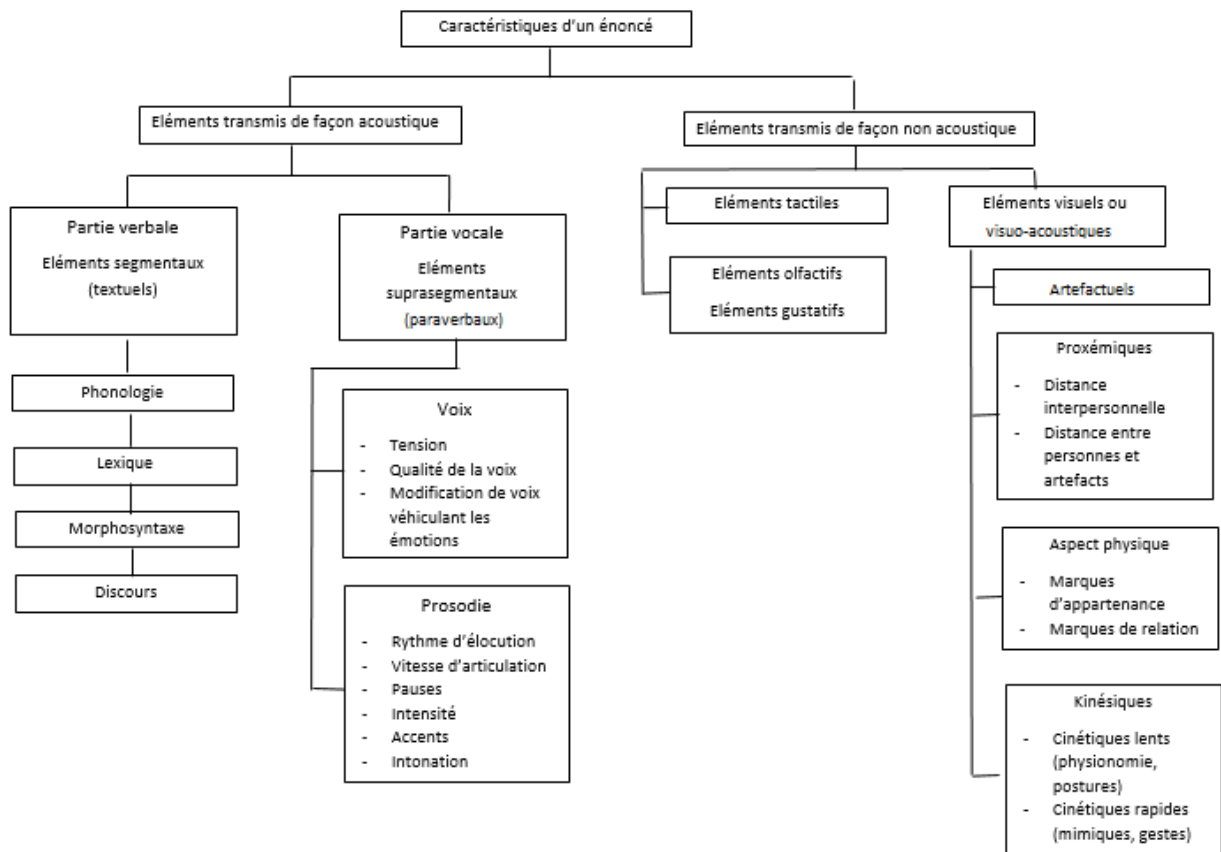 Caractéristiques d'un énoncé
Eléments transmis de façon acoustique
Eléments transmis de façon non acoustique
Partie verbale
Eléments segmentaux
(textuels)
Partie vocale
Eléments
suprasegmentaux
(paraverbaux)
Eléments tactiles
Eléments visuels ou
visuo-acoustiques
Eléments olfactifs
Eléments gustatifs
Artefactuels
Phonologie
Lexique
Morphosyntaxe
Discours
Voix
- Tension
- Qualité de la voix
- Modification de voix
véhiculant les
émotions
Prosodie
- Rythme d'élocution
- Vitesse d'articulation
- Pauses
- Intensité
- Accents
- Intonation
Proxémiques
- Distance
interpersonnelle
- Distance entre
personnes et
artefacts
Aspect physique
- Marques
d'appartenance
- Marques de relation
Kinésiques
- Cinétiques lents
(physionomie,
postures)
- Cinétiques rapides
(mimiques, gestes)